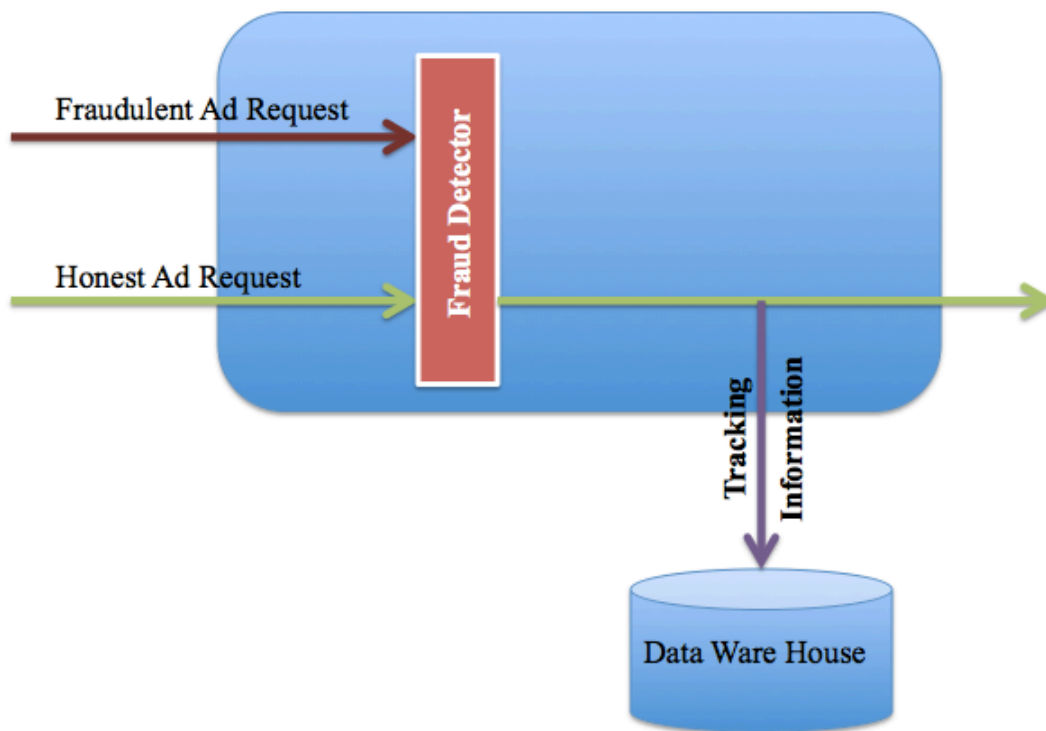 Fraudulent Ad Request
Fraud Detector
Honest Ad Request
Tracking
Information
Data Ware House